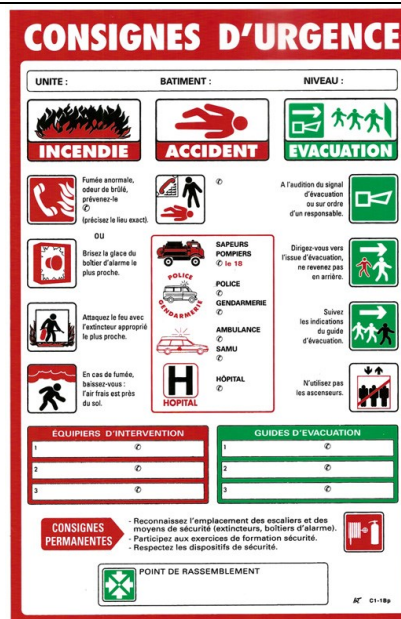 CONSIGNES D'URGENCE
UNITE :
BATIMENT :
NIVEAU :
INCENDIE
ACCIDENT
EVACUATION
Fumée anormale,
odeur de brûlé,
prévenez-le
✆
(précisez le lieu exact).
OU
Brisez la glace du
boîtier d'alarme le
plus proche.
Attaquez le feu avec
l'extincteur approprié
le plus proche.
En cas de fumée,
baissez-vous :
l'air frais est près
du sol.
✆
SAPEURS
POMPIERS
✆ le 18
POLICE
GENDARMERIE
POLICE
✆
GENDARMERIE
✆
AMBULANCE
✆
SAMU
✆
H
HOPITAL
HÔPITAL
✆
A l'audition du signal
d'évacuation
ou sur ordre
d'un responsable.
Dirigez-vous vers
l'issue d'évacuation,
ne revenez pas
en arrière.
Suivez
les indications
du guide
d'évacuation.
N'utilisez pas
les ascenseurs.
ÉQUIPIERS D'INTERVENTION
1 ✆
2 ✆
3 ✆
GUIDES D'EVACUATION
1 ✆
2 ✆
3 ✆
CONSIGNES
PERMANENTES
- Reconnaissez l'emplacement des escaliers et des
moyens de sécurité (extincteurs, boîtiers d'alarme).
- Participez aux exercices de formation sécurité.
- Respectez les dispositifs de sécurité.
POINT DE RASSEMBLEMENT
C1-1Bp